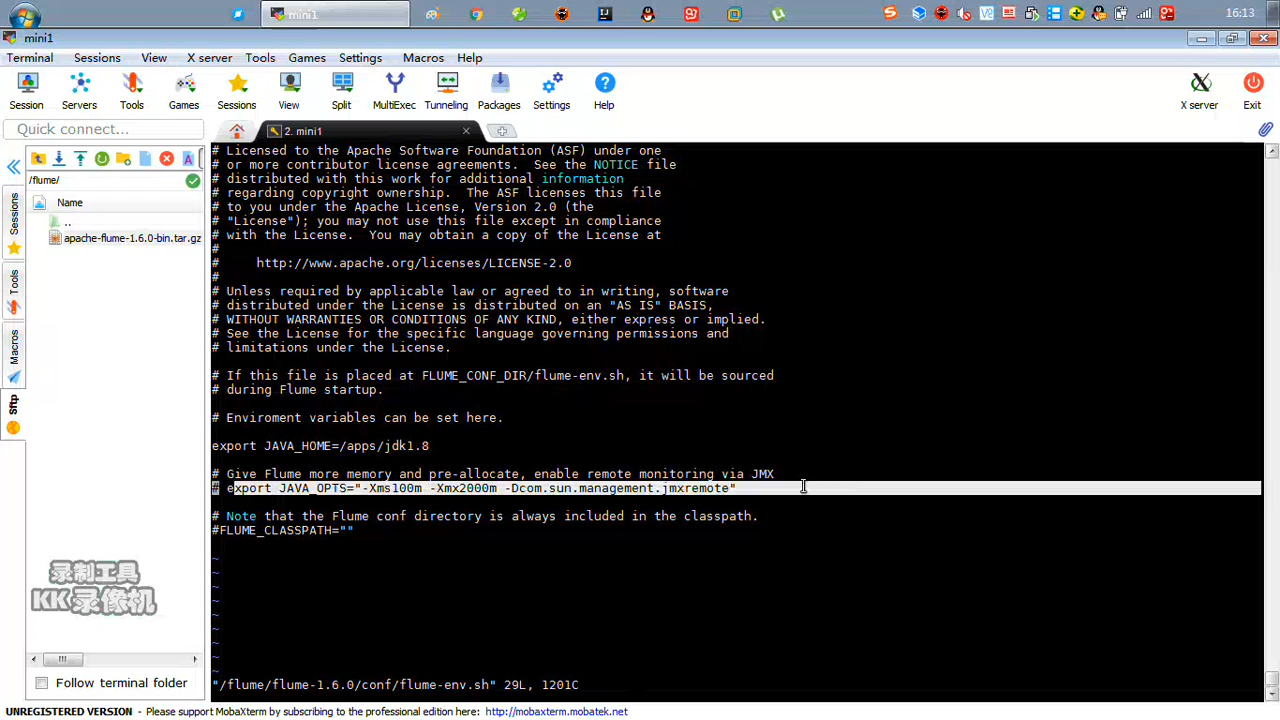 mini1
16:13
mini1
Terminal Sessions View X server Tools Games Settings Macros Help
Session Servers Tools Games Sessions View Split MultiExec Tunneling Packages Settings Help X server Exit
Quick connect...
2. mini1
/flume/
Name
..
apache-flume-1.6.0-bin.tar.gz
Sessions
Tools
Macros
Sftp
# Licensed to the Apache Software Foundation (ASF) under one
# or more contributor license agreements.  See the NOTICE file
# distributed with this work for additional information
# regarding copyright ownership.  The ASF licenses this file
# to you under the Apache License, Version 2.0 (the
# "License"); you may not use this file except in compliance
# with the License.  You may obtain a copy of the License at
#
#     http://www.apache.org/licenses/LICENSE-2.0
#
# Unless required by applicable law or agreed to in writing, software
# distributed under the License is distributed on an "AS IS" BASIS,
# WITHOUT WARRANTIES OR CONDITIONS OF ANY KIND, either express or implied.
# See the License for the specific language governing permissions and
# limitations under the License.
# If this file is placed at FLUME_CONF_DIR/flume-env.sh, it will be sourced
# during Flume startup.
# Enviroment variables can be set here.
export JAVA_HOME=/apps/jdk1.8
# Give Flume more memory and pre-allocate, enable remote monitoring via JMX
# export JAVA_OPTS="-Xms100m -Xmx2000m -Dcom.sun.management.jmxremote"
# Note that the Flume conf directory is always included in the classpath.
#FLUME_CLASSPATH=""
~
~
~
~
~
~
~
~
~
"/flume/flume-1.6.0/conf/flume-env.sh" 29L, 1201C
录制工具
KK录像机
Follow terminal folder
UNREGISTERED VERSION - Please support MobaXterm by subscribing to the professional edition here: http://mobaxterm.mobatek.net